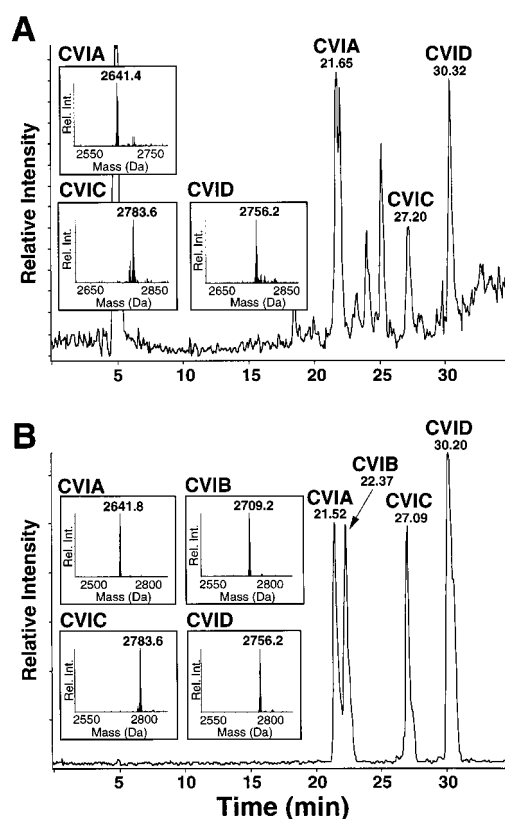 A
CVIA
2641.4
Rel. Int.
2550 2750
Mass (Da)
CVIC
2783.6
Rel. Int.
2650 2850
Mass (Da)
CVID
2756.2
Rel. Int.
2650 2850
Mass (Da)
CVIA
21.65
CVIC
27.20
CVID
30.32
Relative Intensity
5 10 15 20 25 30
B
CVIA
2641.8
Rel. Int.
2500 2800
Mass (Da)
CVIB
2709.2
Rel. Int.
2500 2800
Mass (Da)
CVIC
2783.6
Rel. Int.
2550 2800
Mass (Da)
CVID
2756.2
Rel. Int.
2550 2800
Mass (Da)
CVIA
21.52
CVIB
22.37
CVIC
27.09
CVID
30.20
Relative Intensity
5 10 15 20 25 30
Time (min)